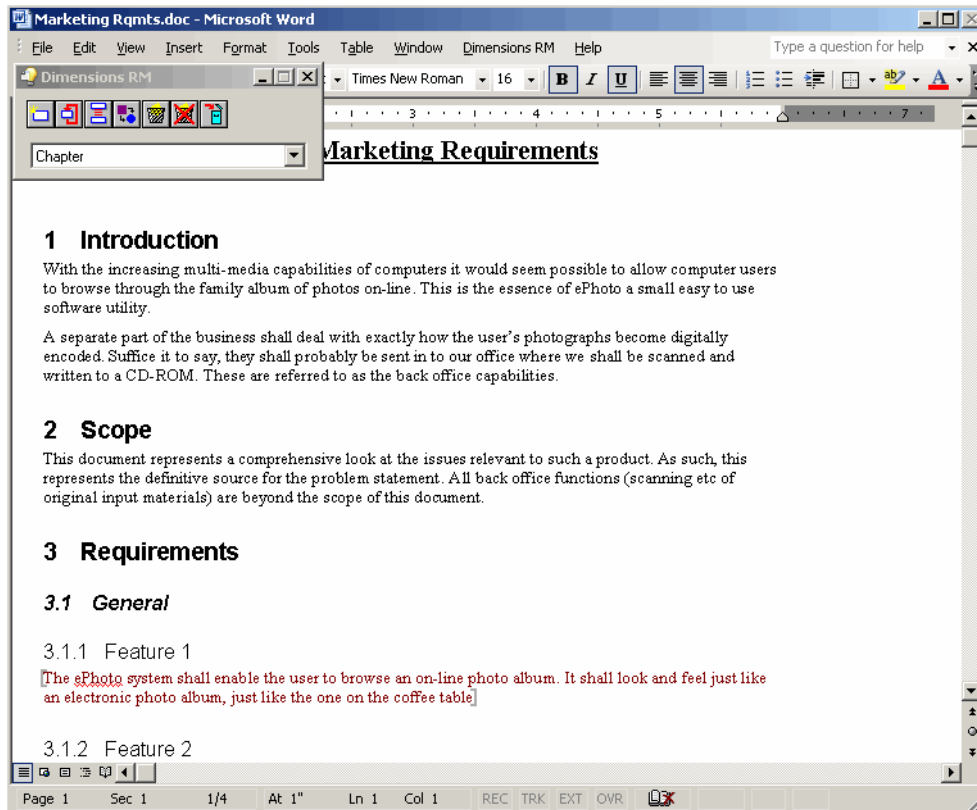 Marketing Rqmts.doc - Microsoft Word
File Edit View Insert Format Tools Table Window Dimensions RM Help Type a question for help
Dimensions RM
Times New Roman 16 B I U
3 4 5 7
Chapter
Marketing Requirements
1 Introduction
With the increasing multi-media capabilities of computers it would seem possible to allow computer users
to browse through the family album of photos on-line. This is the essence of ePhoto a small easy to use
software utility.
A separate part of the business shall deal with exactly how the user's photographs become digitally
encoded. Suffice it to say, they shall probably be sent in to our office where we shall be scanned and
written to a CD-ROM. These are referred to as the back office capabilities.
2 Scope
This document represents a comprehensive look at the issues relevant to such a product. As such, this
represents the definitive source for the problem statement. All back office functions (scanning etc of
original input materials) are beyond the scope of this document.
3 Requirements
3.1 General
3.1.1 Feature 1
[The ePhoto system shall enable the user to browse an on-line photo album. It shall look and feel just like
an electronic photo album, just like the one on the coffee table]
3.1.2 Feature 2
Page 1 Sec 1 1/4 At 1" Ln 1 Col 1 REC TRK EXT OVR